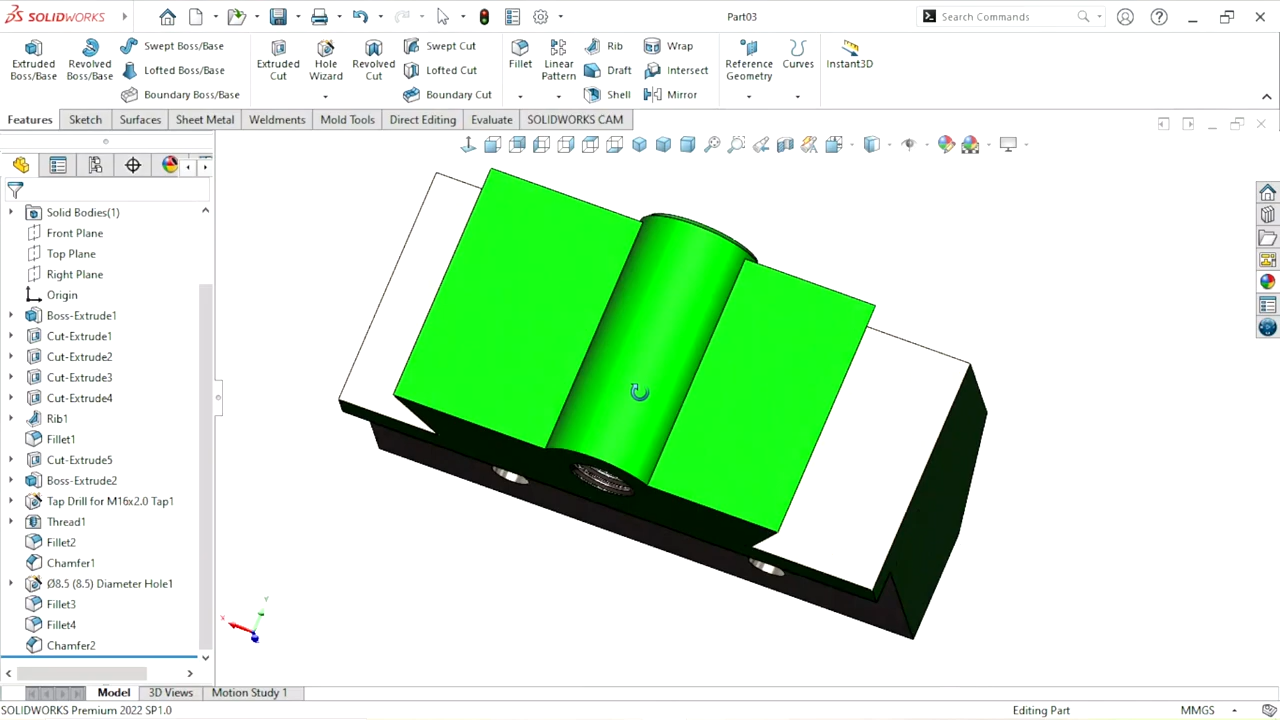 SOLIDWORKS
Part03
Search Commands
Extruded Boss/Base
Revolved Boss/Base
Swept Boss/Base
Lofted Boss/Base
Boundary Boss/Base
Extruded Cut
Hole Wizard
Revolved Cut
Swept Cut
Lofted Cut
Boundary Cut
Fillet
Linear Pattern
Rib
Draft
Shell
Wrap
Intersect
Mirror
Reference Geometry
Curves
Instant3D
Features Sketch Surfaces Sheet Metal Weldments Mold Tools Direct Editing Evaluate SOLIDWORKS CAM
Solid Bodies(1)
Front Plane
Top Plane
Right Plane
Origin
Boss-Extrude1
Cut-Extrude1
Cut-Extrude2
Cut-Extrude3
Cut-Extrude4
Rib1
Fillet1
Cut-Extrude5
Boss-Extrude2
Tap Drill for M16x2.0 Tap1
Thread1
Fillet2
Chamfer1
Ø8.5 (8.5) Diameter Hole1
Fillet3
Fillet4
Chamfer2
Y
X
Model 3D Views Motion Study 1
SOLIDWORKS Premium 2022 SP1.0
Editing Part
MMGS